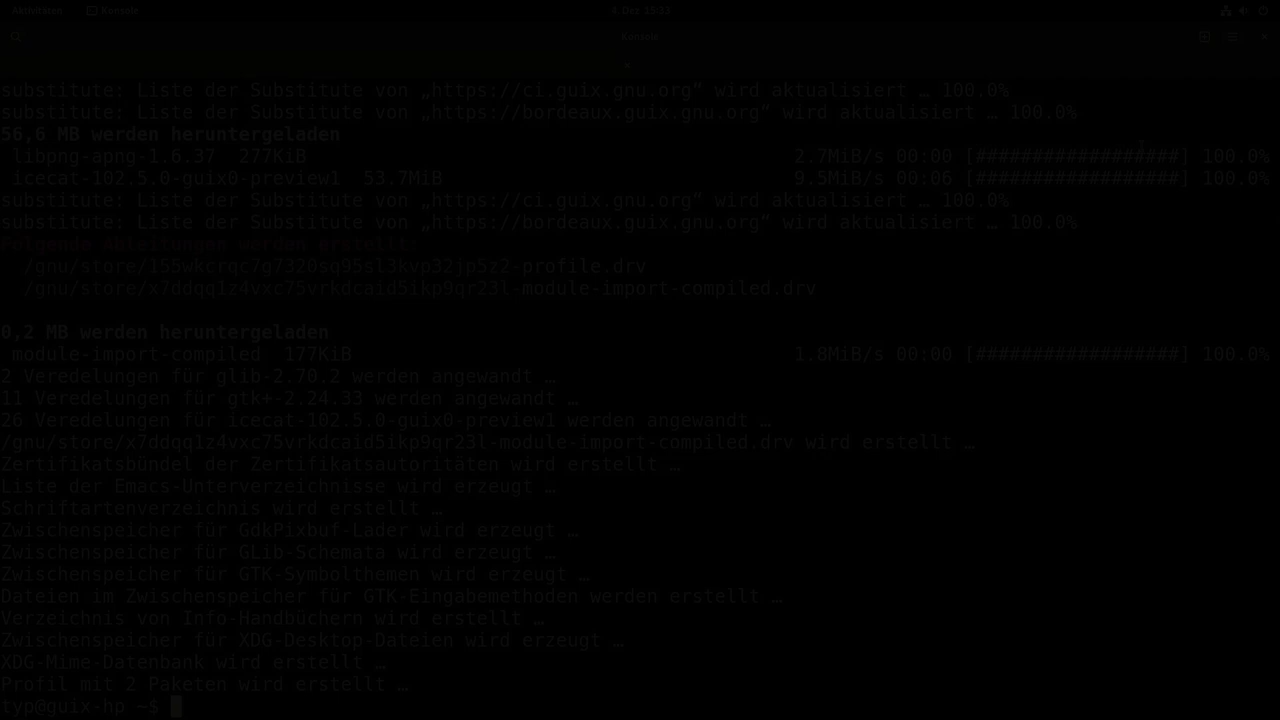 Aktivitäten Konsole 8. Dez 15:33
Konsole
substitute: Liste der Substitute von „https://ci.guix.gnu.org“ wird aktualisiert … 100.0%
substitute: Liste der Substitute von „https://bordeaux.guix.gnu.org“ wird aktualisiert … 100.0%
56,6 MB werden heruntergeladen
libpng-apng-1.6.37 277KiB 2.7MiB/s 00:00 [##################] 100.0%
icecat-102.5.0-guix0-preview1 53.7MiB 9.5MiB/s 00:06 [##################] 100.0%
substitute: Liste der Substitute von „https://ci.guix.gnu.org“ wird aktualisiert … 100.0%
substitute: Liste der Substitute von „https://bordeaux.guix.gnu.org“ wird aktualisiert … 100.0%
Folgende Ableitungen werden erstellt:
/gnu/store/155wkcrqc7g7320sq95sl3kvp32jp5z2-profile.drv
/gnu/store/x7ddqq1z4vxc75vrkdcaid5ikp9qr23l-module-import-compiled.drv
0,2 MB werden heruntergeladen
module-import-compiled 177KiB 1.8MiB/s 00:00 [##################] 100.0%
2 Veredelungen für glib-2.70.2 werden angewandt …
11 Veredelungen für gtk+-2.24.33 werden angewandt …
26 Veredelungen für icecat-102.5.0-guix0-preview1 werden angewandt …
/gnu/store/x7ddqq1z4vxc75vrkdcaid5ikp9qr23l-module-import-compiled.drv wird erstellt …
Zertifikatsbündel der Zertifikatsautoritäten wird erstellt …
Liste der Emacs-Unterverzeichnisse wird erzeugt …
Schriftartenverzeichnis wird erstellt …
Zwischenspeicher für GdkPixbuf-Lader wird erzeugt …
Zwischenspeicher für GLib-Schemata wird erzeugt …
Zwischenspeicher für GTK-Symbolthemen wird erzeugt …
Dateien im Zwischenspeicher für GTK-Eingabemethoden werden erstellt …
Verzeichnis von Info-Handbüchern wird erstellt …
Zwischenspeicher für XDG-Desktop-Dateien wird erzeugt …
XDG-Mime-Datenbank wird erstellt …
Profil mit 2 Paketen wird erstellt …
typ@guix-hp ~$